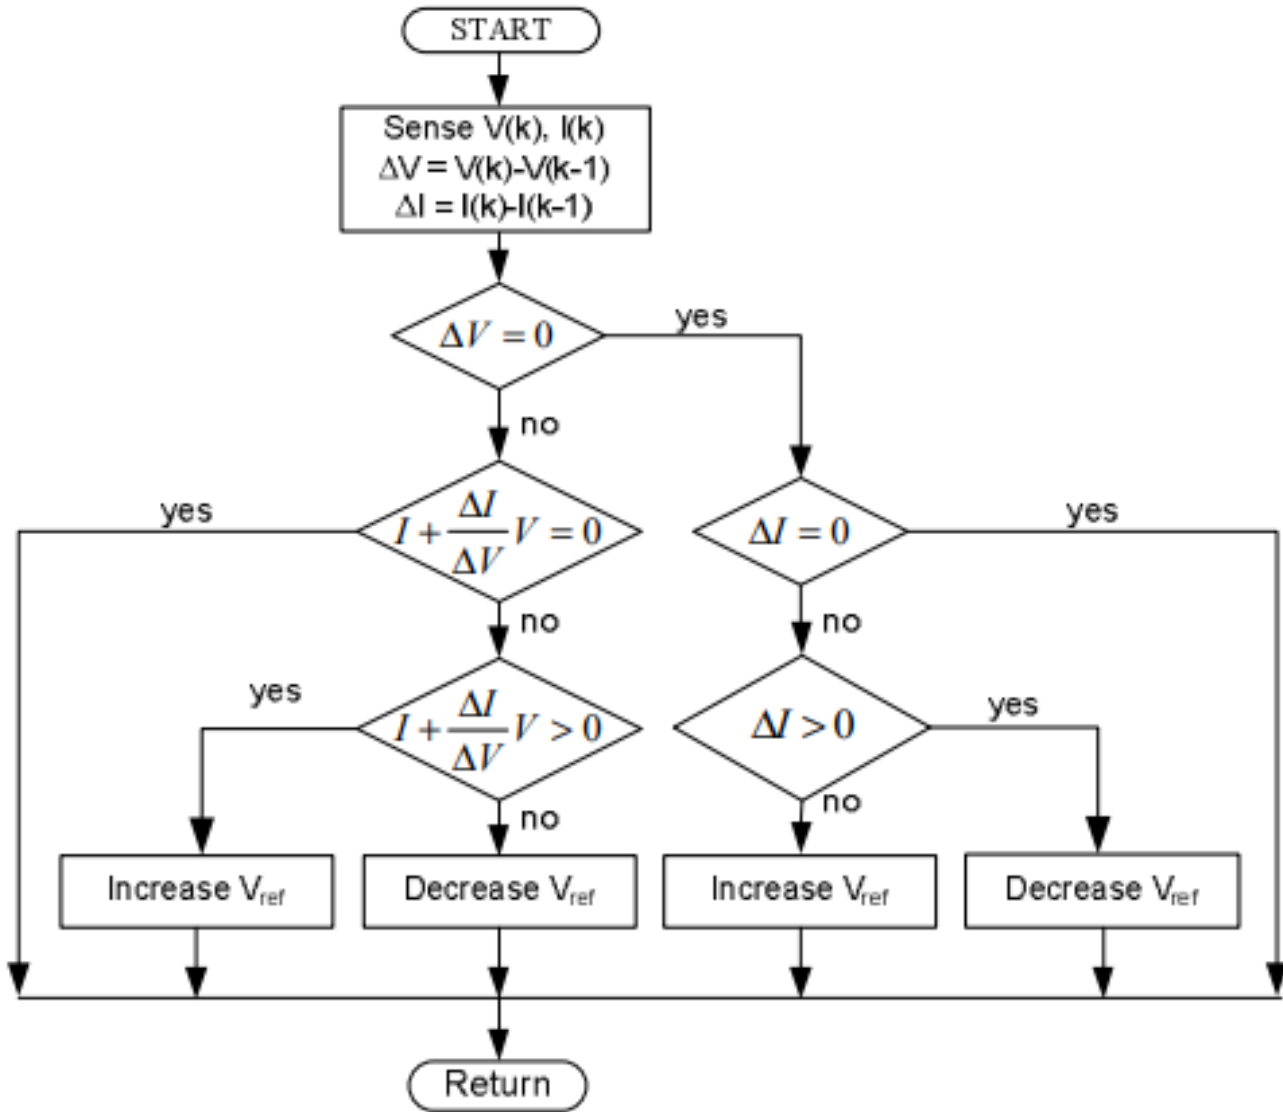 START
Sense V(k), I(k)
ΔV = V(k)-V(k-1)
ΔI = I(k)-I(k-1)
ΔV = 0
yes
no
yes
I + ΔI/ΔV V = 0
ΔI = 0
yes
no
no
yes
I + ΔI/ΔV V > 0
ΔI > 0
yes
no
no
Increase Vref
Decrease Vref
Increase Vref
Decrease Vref
Return